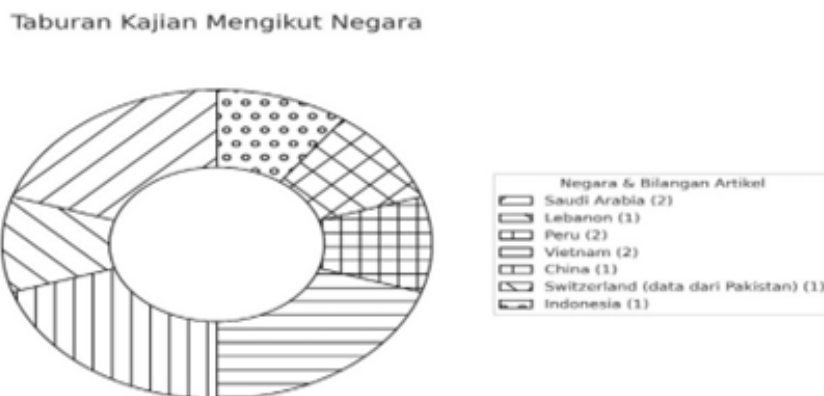 Taburan Kajian Mengikut Negara
Negara & Bilangan Artikel
Saudi Arabia (2)
Lebanon (1)
Peru (2)
Vietnam (2)
China (1)
Switzerland (data dari Pakistan) (1)
Indonesia (1)